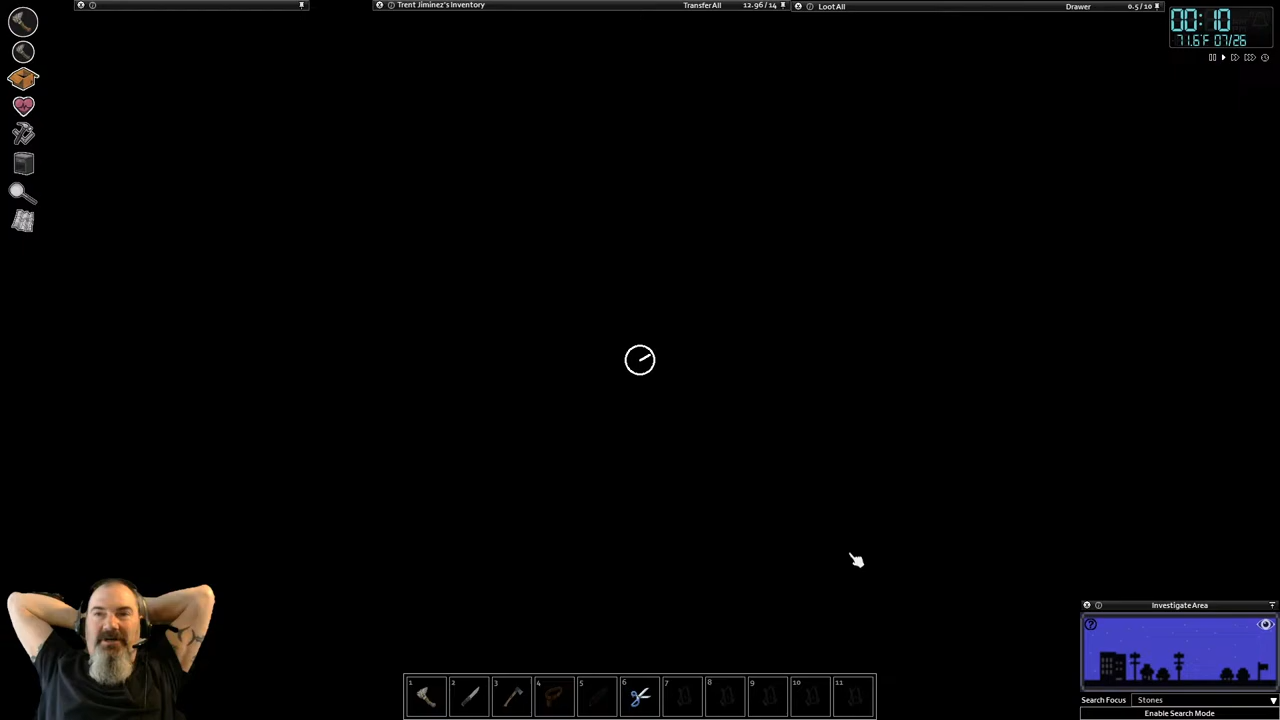 Trent Jiminez's Inventory Transfer All 12.96 / 14
Loot All Drawer 0.5 / 10
00:10
71.6°F 07/26
Investigate Area
?
Search Focus Stones
Enable Search Mode
1 2 3 4 5 6 7 8 9 10 11